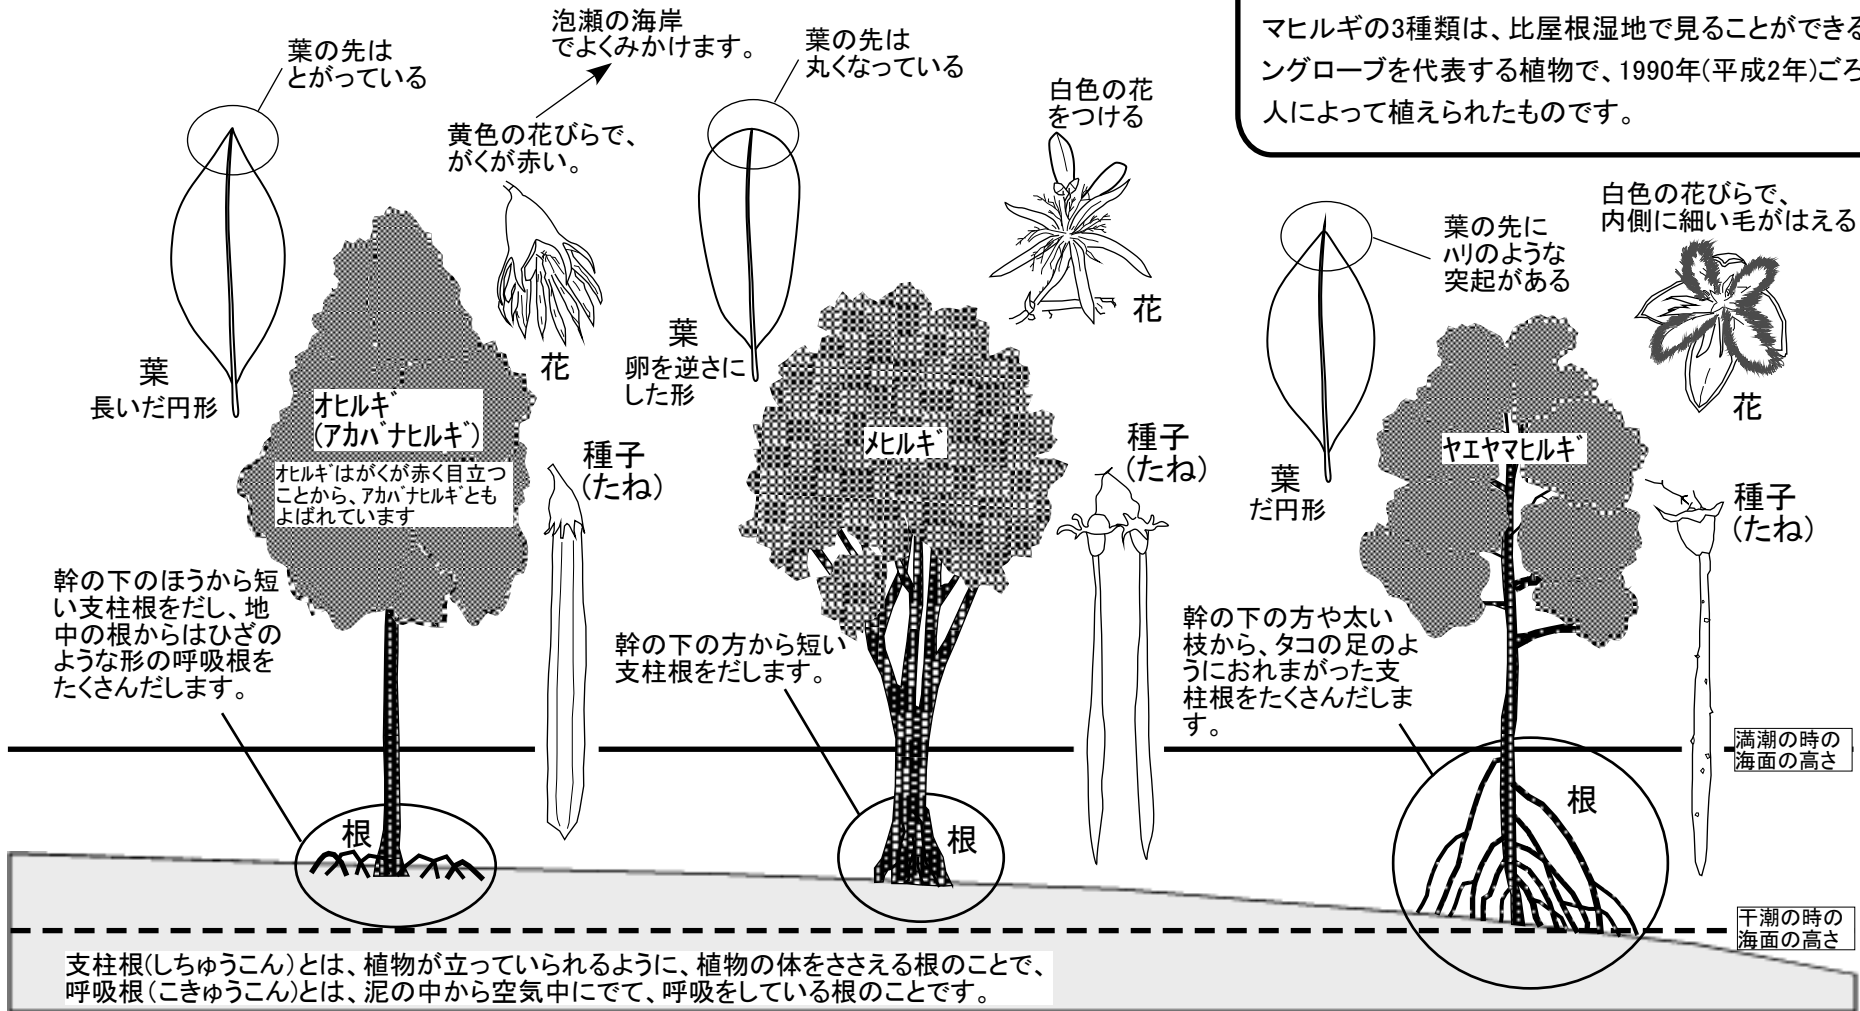 マヒルギの3種類は、比屋根湿地で見ることができる
ングローブを代表する植物で、1990年(平成2年)ごろ
人によって植えられたものです。
葉の先は
とがっている
泡瀬の海岸
でよくみかけます。
黄色の花びらで、
がくが赤い。
花
葉
長いだ円形
オヒルギ
(アカバナヒルギ)
オヒルギはがくが赤く目立つ
ことから、アカバナヒルギとも
よばれています
種子
(たね)
幹の下のほうから短
い支柱根をだし、地
中の根からはひざの
ような形の呼吸根を
たくさんだします。
根
葉の先は
丸くなっている
白色の花
をつける
花
葉
卵を逆さに
した形
メヒルギ
種子
(たね)
幹の下の方から短い
支柱根をだします。
根
葉の先に
ハリのような
突起がある
白色の花びらで、
内側に細い毛がはえる
花
葉
だ円形
ヤエヤマヒルギ
種子
(たね)
幹の下の方や太い
枝から、タコの足のよ
うにおれまがった支
柱根をたくさんだしま
す。
根
満潮の時の
海面の高さ
干潮の時の
海面の高さ
支柱根(しちゅうこん)とは、植物が立っていられるように、植物の体をささえる根のことで、
呼吸根(こきゅうこん)とは、泥の中から空気中にでて、呼吸をしている根のことです。